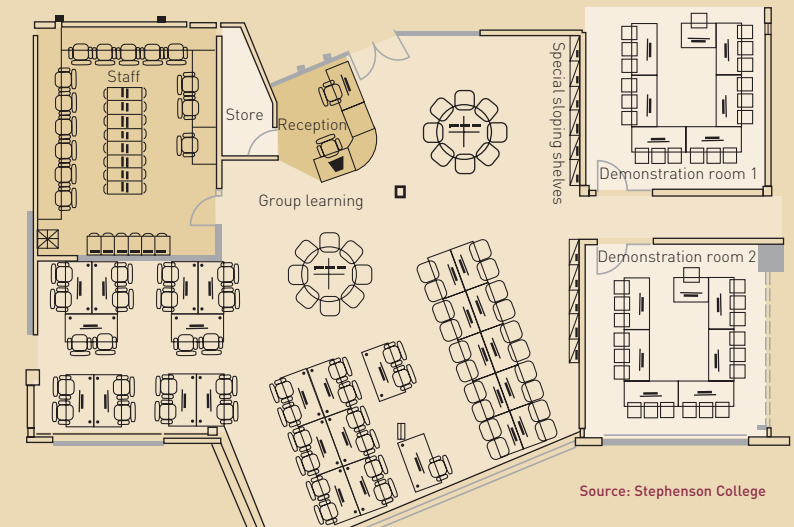 Staff
Store
Reception
Group learning
Special sloping shelves
Demonstration room 1
Demonstration room 2
Source: Stephenson College